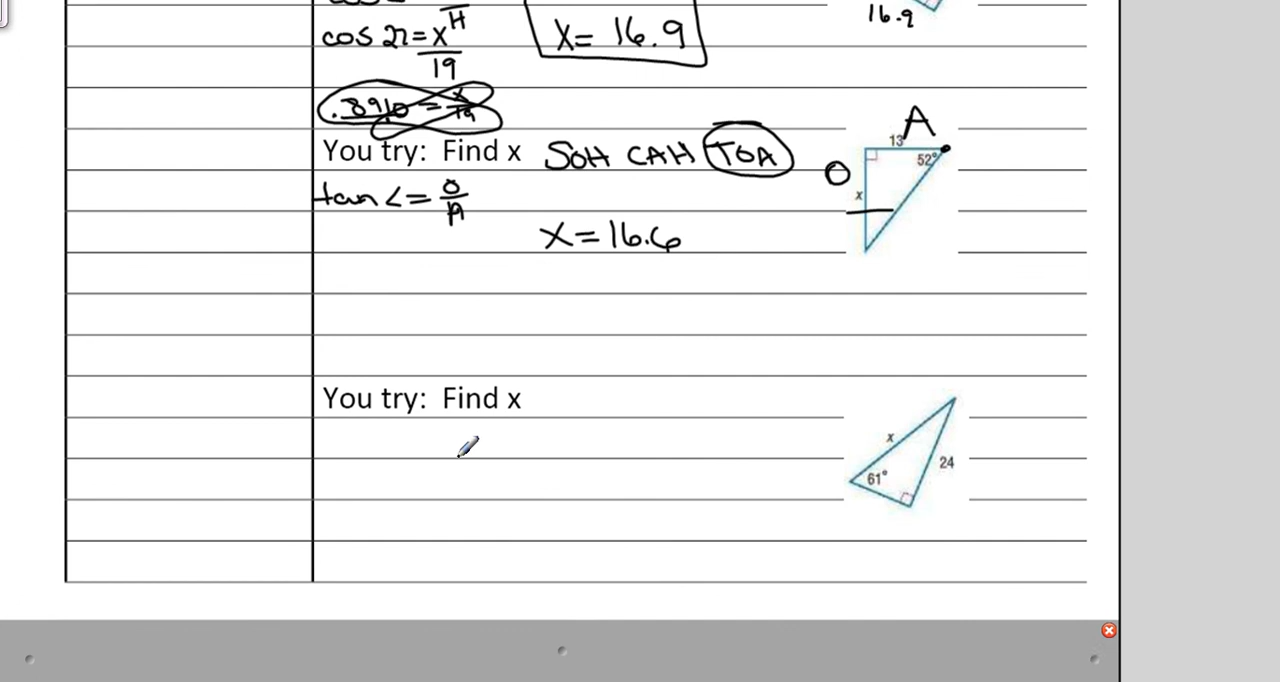 H
cos 27 = x
19
X = 16.9
16.9
.8910 = x
19
You try: Find x SOH CAH TOA
tan ∠ = O
A
X = 16.6
A
13
52°
O
x
You try: Find x
x
24
61°